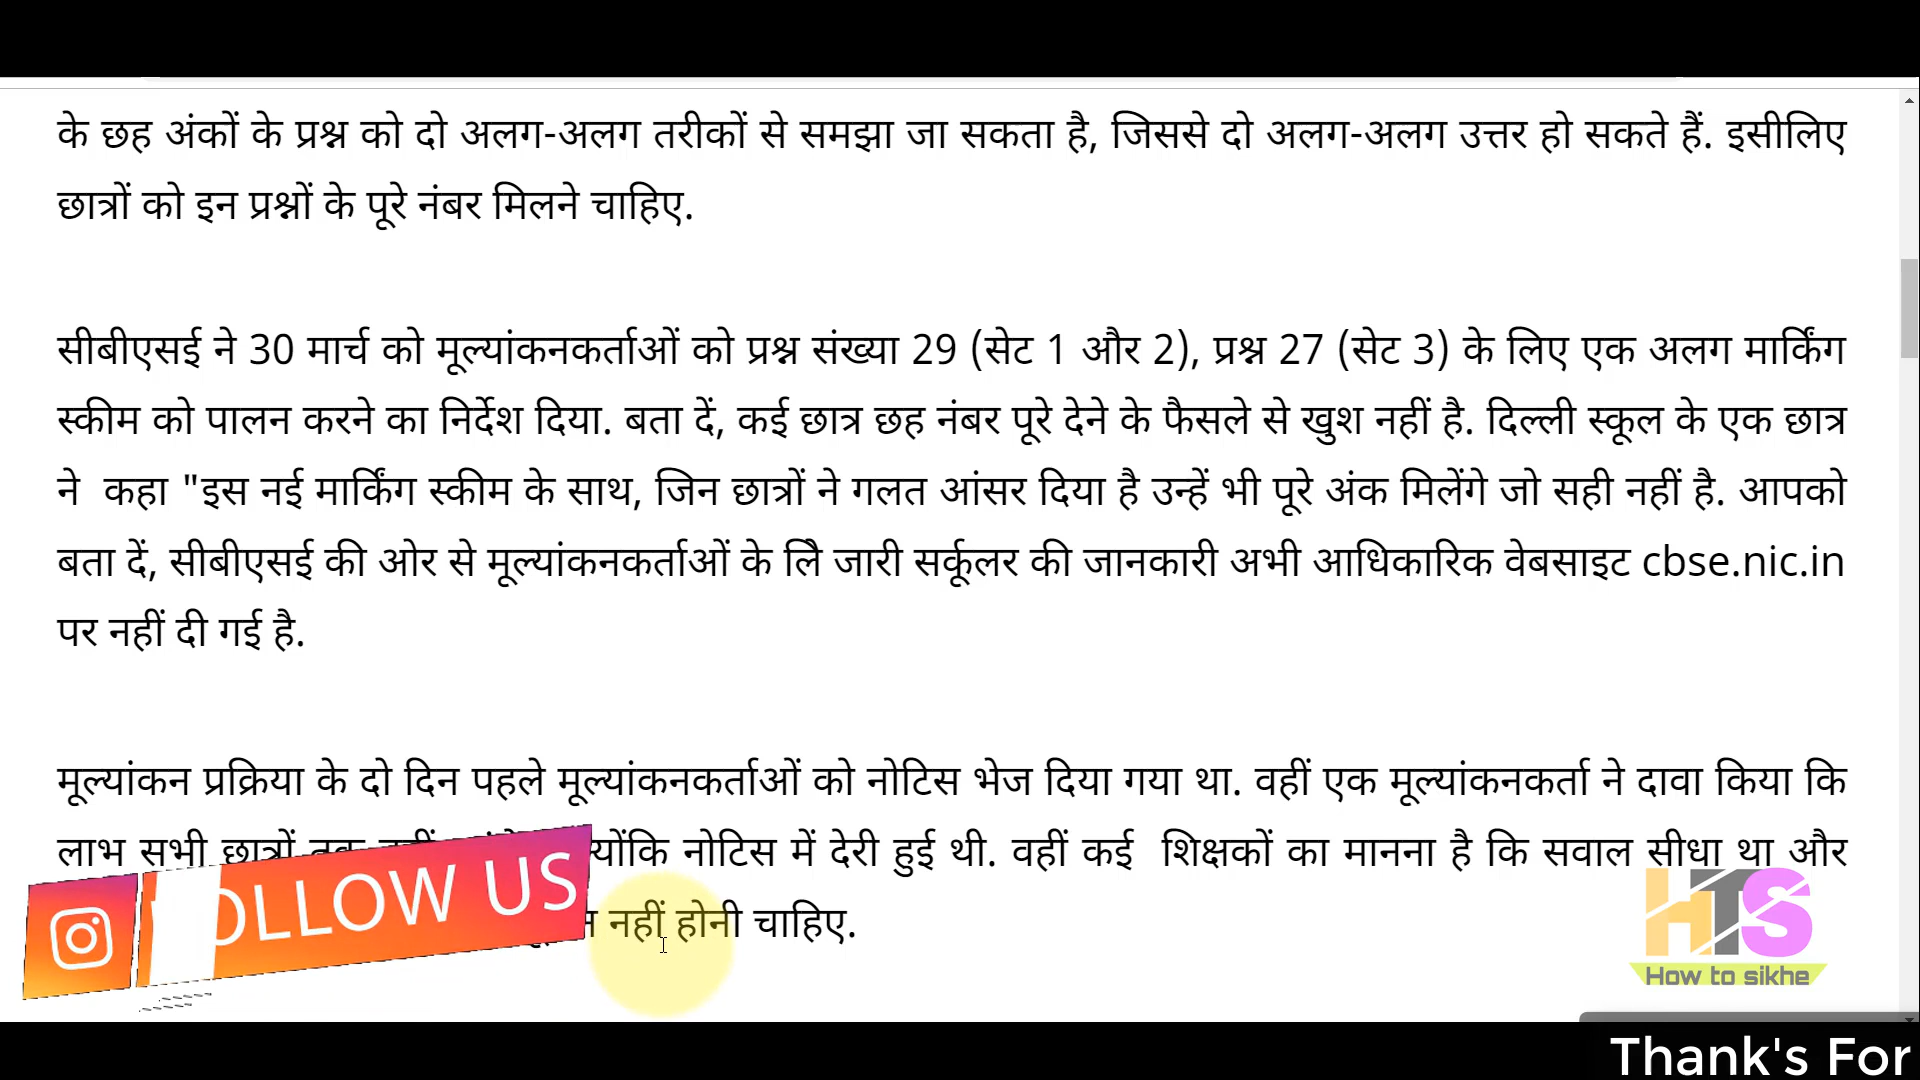 के छह अंकों के प्रश्न को दो अलग-अलग तरीकों से समझा जा सकता है, जिससे दो अलग-अलग उत्तर हो सकते हैं. इसीलिए
छात्रों को इन प्रश्नों के पूरे नंबर मिलने चाहिए.
सीबीएसई ने 30 मार्च को मूल्यांकनकर्ताओं को प्रश्न संख्या 29 (सेट 1 और 2), प्रश्न 27 (सेट 3) के लिए एक अलग मार्किंग
स्कीम को पालन करने का निर्देश दिया. बता दें, कई छात्र छह नंबर पूरे देने के फैसले से खुश नहीं है. दिल्ली स्कूल के एक छात्र
ने कहा "इस नई मार्किंग स्कीम के साथ, जिन छात्रों ने गलत आंसर दिया है उन्हें भी पूरे अंक मिलेंगे जो सही नहीं है. आपको
बता दें, सीबीएसई की ओर से मूल्यांकनकर्ताओं के लिे जारी सर्कूलर की जानकारी अभी आधिकारिक वेबसाइट cbse.nic.in
पर नहीं दी गई है.
मूल्यांकन प्रक्रिया के दो दिन पहले मूल्यांकनकर्ताओं को नोटिस भेज दिया गया था. वहीं एक मूल्यांकनकर्ता ने दावा किया कि
लाभ सभी छात्रों तक नहीं नोटिस में देरी हुई थी. वहीं कई शिक्षकों का मानना है कि सवाल सीधा था और
नहीं होनी चाहिए.
FOLLOW US
HTS
How to sikhe
Thank's For